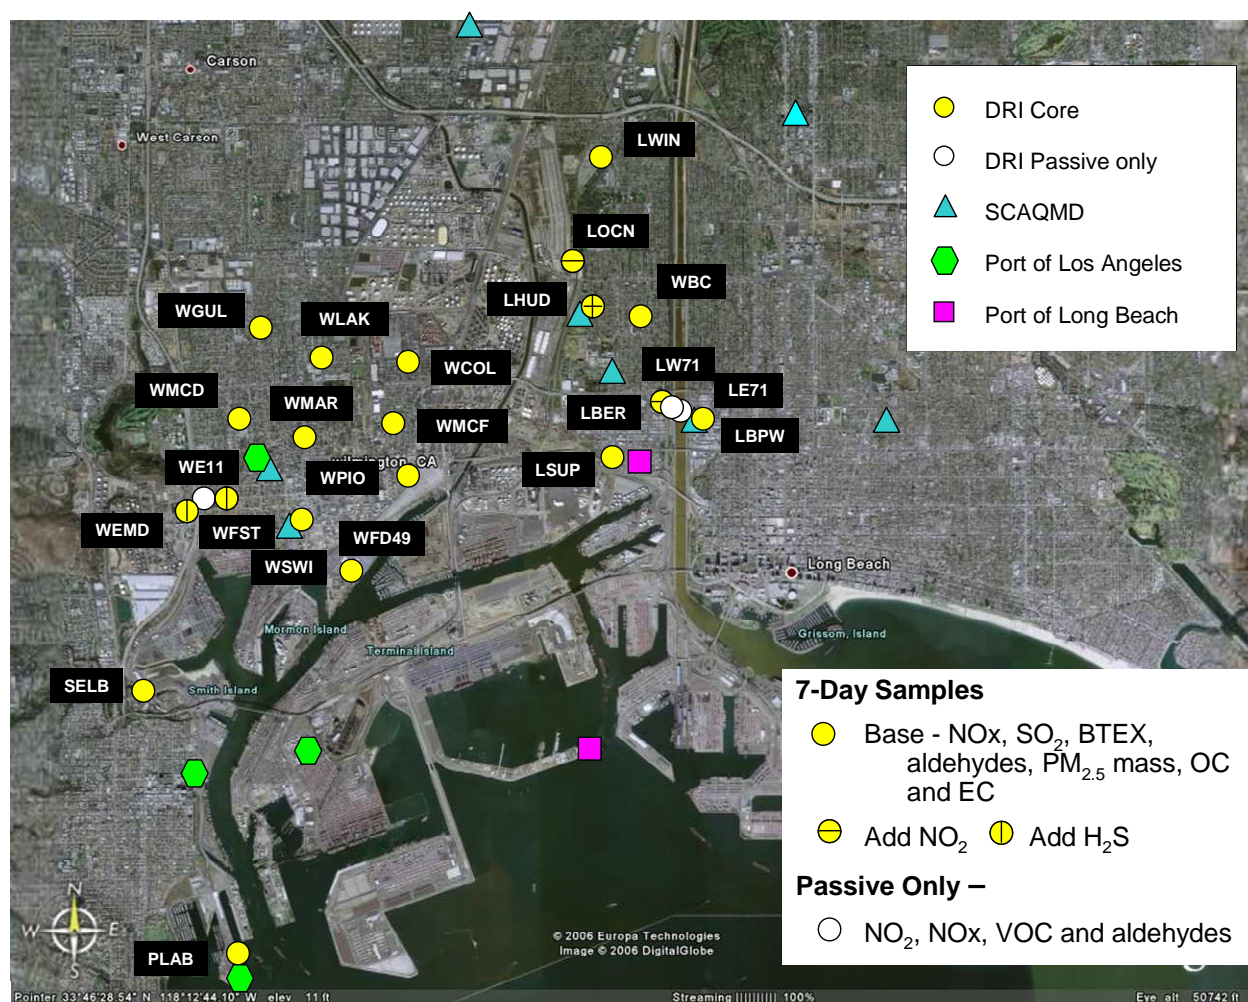 Carson
West Carson
LWIN
LOCN
WBC
LHUD
WGUL
WLAK
WCOL
LW71
LE71
WMCD
WMAR
WMCF
LBER
LBPW
WE11
Wilmington, CA
WPIO
LSUP
WEMD
WFST
WFD49
WSWI
Long Beach
Mormon Island
Terminal Island
Grissom, Island
SELB
Smith Island
PLAB
DRI Core
DRI Passive only
SCAQMD
Port of Los Angeles
Port of Long Beach
7-Day Samples
Base - NOx, SO2, BTEX,
aldehydes, PM2.5 mass, OC
and EC
Add NO2 Add H2S
Passive Only –
NO2, NOx, VOC and aldehydes
N
W E
S
© 2006 Europa Technologies
Image © 2006 DigitalGlobe
Pointer 33°46'28.54" N 118°12'44.10" W elev 11 ft Streaming |||||||||| 100% Eye alt 50742 ft